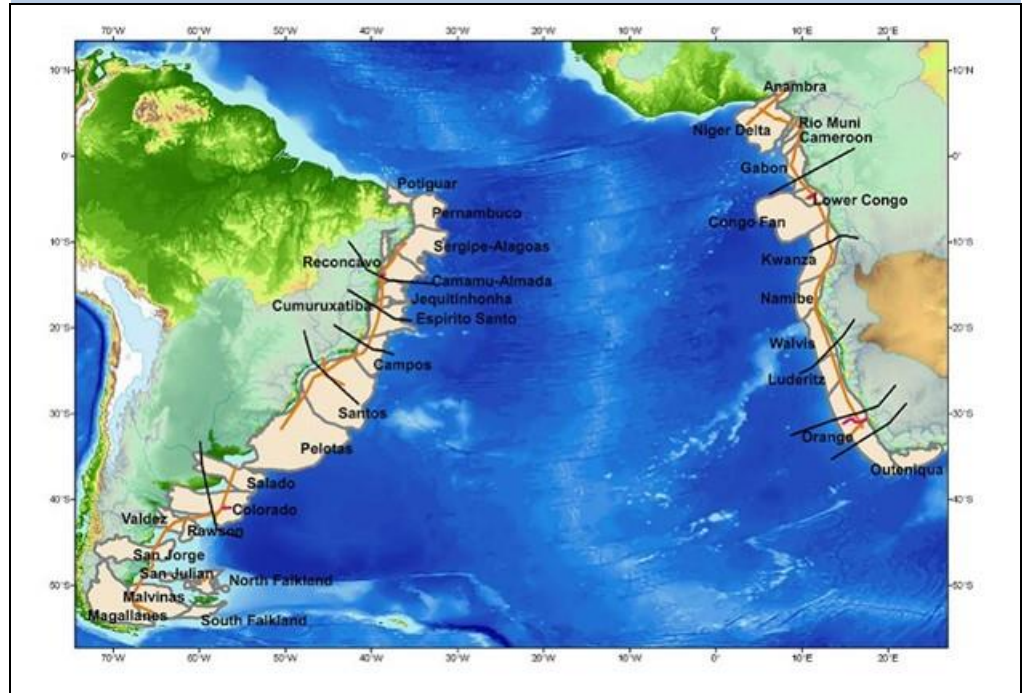 70°W 60°W 50°W 40°W 30°W 20°W 10°W 0° 10°E 20°E
10°N 10°N
Anambra
Niger Delta
Rio Muni
Cameroon
0° 0°
Gabon
Potiguar
Lower Congo
Pernambuco
Congo Fan
10°S 10°S
Sergipe-Alagoas
Reconcavo
Kwanza
Camamu-Almada
Jequitinhonha
Namibe
Cumuruxatiba
Espirito Santo
20°S 20°S
Walvis
Campos
Luderitz
Santos
30°S 30°S
Orange
Pelotas
Outeniqua
Salado
40°S 40°S
Colorado
Valdez
Rawson
San Jorge
San Julian
North Falkland
50°S 50°S
Malvinas
Magallanes
South Falkland
70°W 60°W 50°W 40°W 30°W 20°W 10°W 0° 10°E 20°E